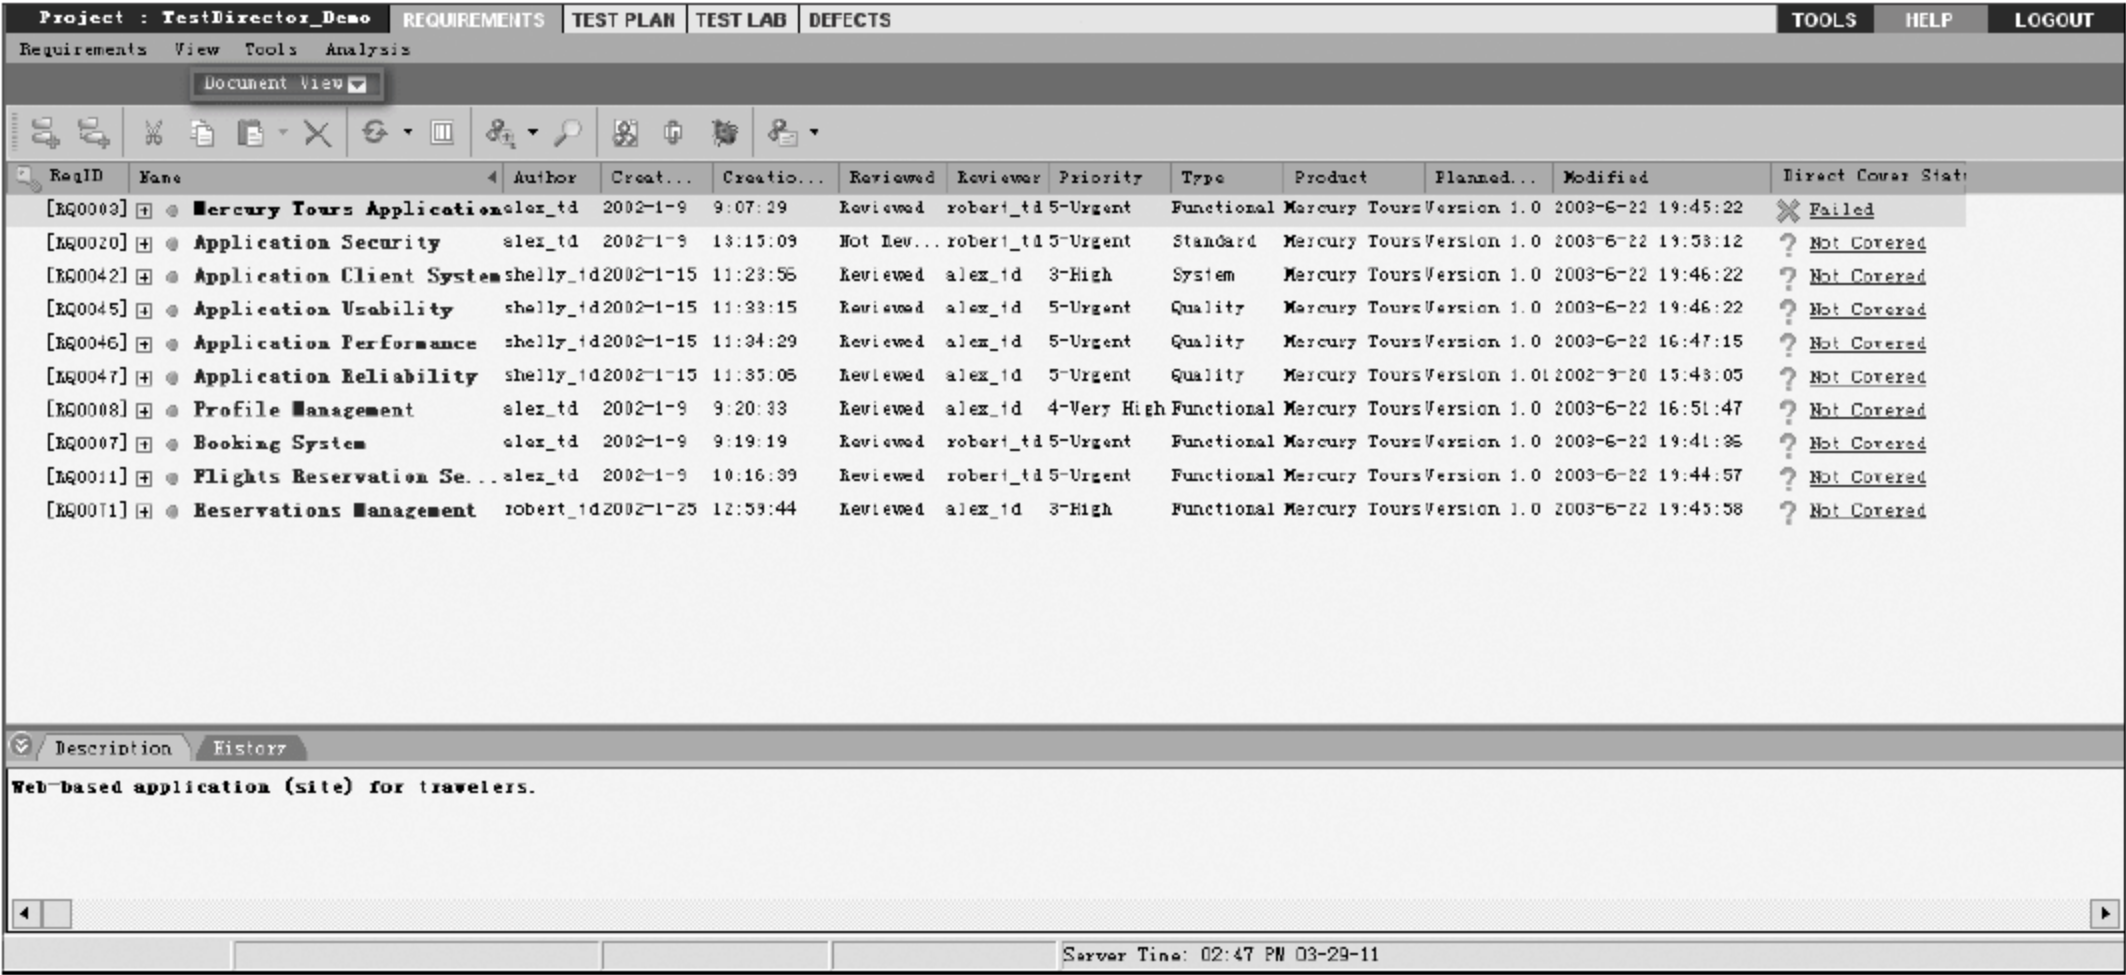 Project : TestDirector_Demo REQUIREMENTS TEST PLAN TEST LAB DEFECTS TOOLS HELP LOGOUT
Requirements View Tools Analysis
Document View
ReqID Name Author Creat... Creatio... Reviewed Reviewer Priority Type Product Planned... Modified Direct Cover Stat
[RQ0003] Mercury Tours Application alex_td 2002-1-9 9:07:29 Reviewed robert_td 5-Urgent Functional Mercury Tours Version 1.0 2003-6-22 19:45:22 Failed
[RQ0020] Application Security alex_td 2002-1-9 13:15:09 Not Rev... robert_td 5-Urgent Standard Mercury Tours Version 1.0 2003-6-22 19:53:12 ? Not Covered
[RQ0042] Application Client System shelly_td 2002-1-15 11:23:56 Reviewed alex_td 3-High System Mercury Tours Version 1.0 2003-6-22 19:46:22 ? Not Covered
[RQ0045] Application Usability shelly_td 2002-1-15 11:33:15 Reviewed alex_td 5-Urgent Quality Mercury Tours Version 1.0 2003-6-22 19:46:22 ? Not Covered
[RQ0046] Application Performance shelly_td 2002-1-15 11:34:29 Reviewed alex_td 5-Urgent Quality Mercury Tours Version 1.0 2003-6-22 16:47:15 ? Not Covered
[RQ0047] Application Reliability shelly_td 2002-1-15 11:35:06 Reviewed alex_td 5-Urgent Quality Mercury Tours Version 1.01 2002-9-20 15:43:05 ? Not Covered
[RQ0008] Profile Management alex_td 2002-1-9 9:20:33 Reviewed alex_td 4-Very High Functional Mercury Tours Version 1.0 2003-6-22 16:51:47 ? Not Covered
[RQ0007] Booking System alex_td 2002-1-9 9:19:19 Reviewed robert_td 5-Urgent Functional Mercury Tours Version 1.0 2003-6-22 19:41:36 ? Not Covered
[RQ0011] Flights Reservation Se... alex_td 2002-1-9 10:16:39 Reviewed robert_td 5-Urgent Functional Mercury Tours Version 1.0 2003-6-22 19:44:57 ? Not Covered
Reservations Management robert_td 2002-1-25 12:59:44 Reviewed alex_td 3-High Functional Mercury Tours Version 1.0 2003-6-22 19:45:58 ? Not Covered
Description History
Web-based application (site) for travelers.
Server Time: 02:47 PM 03-29-11